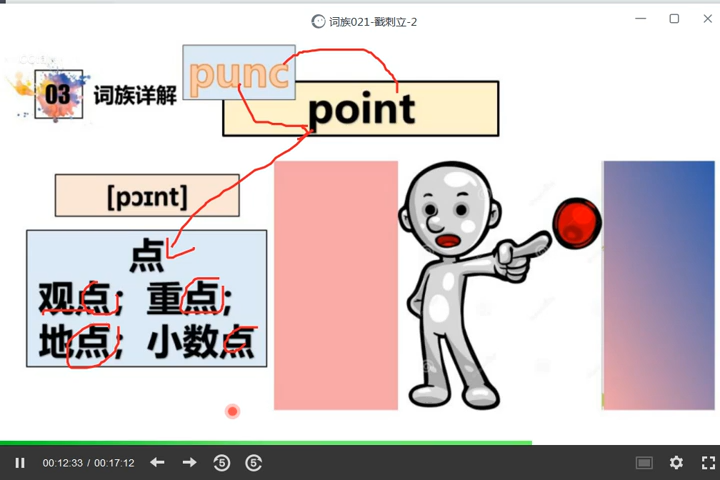 词族021-戳刺立-2
03
词族详解
punc
point
[pɔɪnt]
点
观点；重点；
地点；小数点
00:12:33 / 00:17:12
5
5